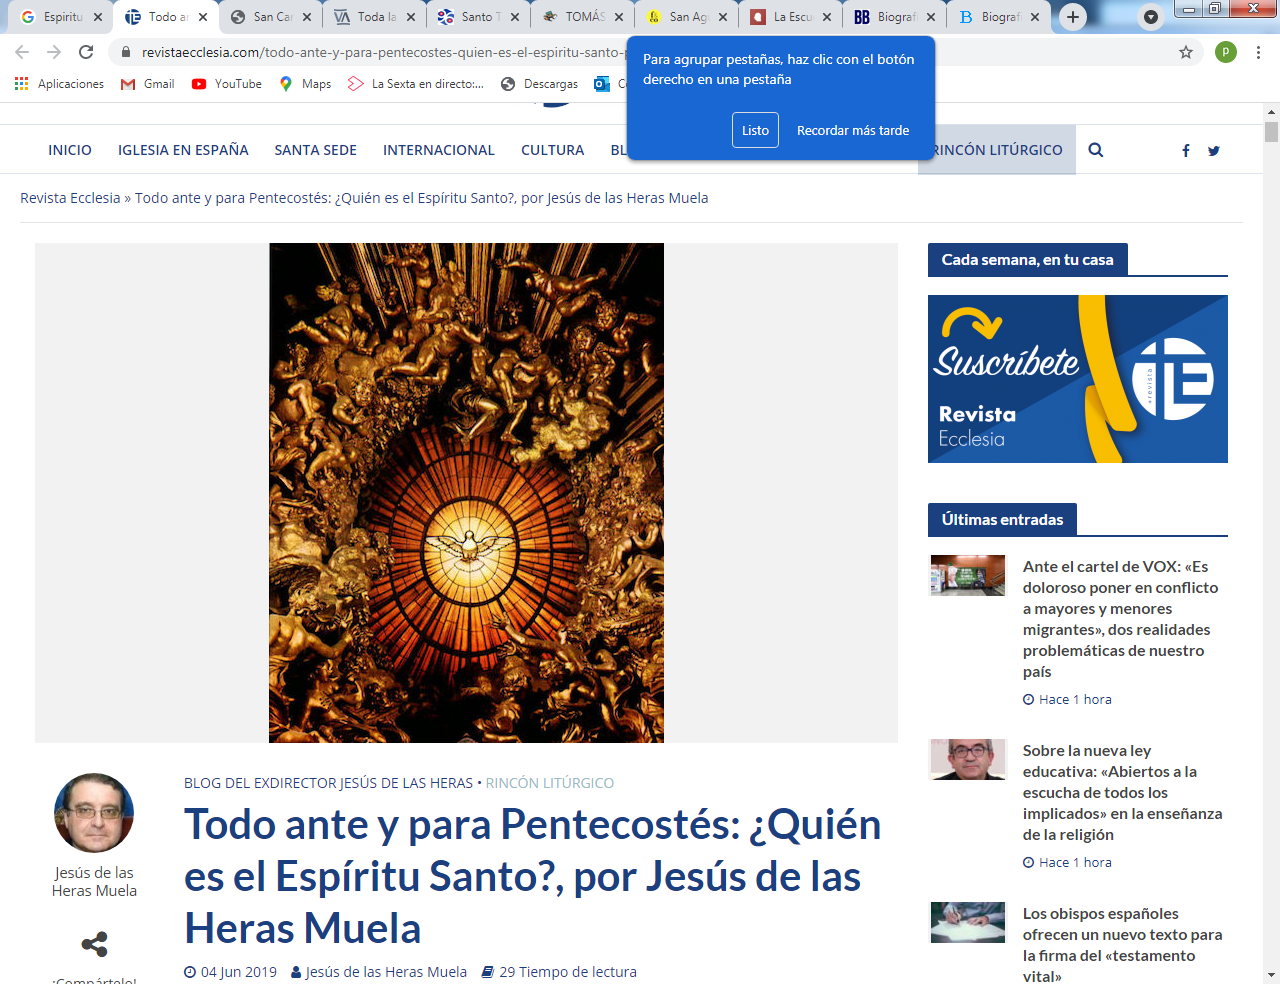 Espiritu
Todo a
San Ca
Toda la
Santo T
TOMÁS
San Ag
La Escu
BB Biograf
B Biograf
revistaecclesia.com/todo-ante-y-para-pentecostes-quien-es-el-espiritu-santo-p
p
Aplicaciones
Gmail
YouTube
Maps
La Sexta en directo:...
Descargas
Para agrupar pestañas, haz clic con el botón
derecho en una pestaña
Listo
Recordar más tarde
INICIO
IGLESIA EN ESPAÑA
SANTA SEDE
INTERNACIONAL
CULTURA
BL
RINCÓN LITÚRGICO
Revista Ecclesia » Todo ante y para Pentecostés: ¿Quién es el Espíritu Santo?, por Jesús de las Heras Muela
Cada semana, en tu casa
Suscríbete
Revista
Ecclesia
revista
Últimas entradas
Ante el cartel de VOX: «Es
doloroso poner en conflicto
a mayores y menores
migrantes», dos realidades
problemáticas de nuestro
país
Hace 1 hora
Sobre la nueva ley
educativa: «Abiertos a la
escucha de todos los
implicados» en la enseñanza
de la religión
Hace 1 hora
Los obispos españoles
ofrecen un nuevo texto para
la firma del «testamento
vital»
Jesús de las
Heras Muela
¡Compártelo!
BLOG DEL EXDIRECTOR JESÚS DE LAS HERAS • RINCÓN LITÚRGICO
Todo ante y para Pentecostés: ¿Quién
es el Espíritu Santo?, por Jesús de las
Heras Muela
04 Jun 2019
Jesús de las Heras Muela
29 Tiempo de lectura